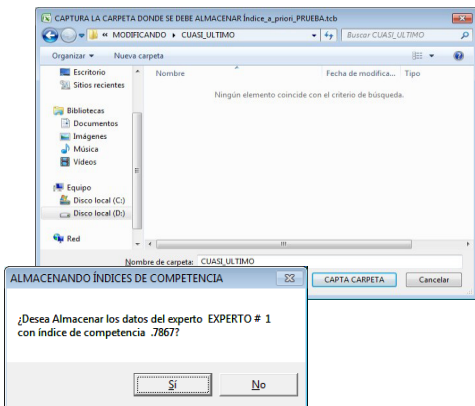 CAPTURA LA CARPETA DONDE SE DEBE ALMACENAR Índice_a_priori_PRUEBA.tcb
« MODIFICANDO ▸ CUASI_ULTIMO
Buscar CUASI_ULTIMO
Organizar ▾ Nueva carpeta
Escritorio
Sitios recientes
Bibliotecas
Documentos
Imágenes
Música
Vídeos
Equipo
Disco local (C:)
Disco local (D:)
Red
Nombre Fecha de modifica... Tipo
Ningún elemento coincide con el criterio de búsqueda.
Nombre de carpeta: CUASI_ULTIMO
CAPTA CARPETA Cancelar
ALMACENANDO ÍNDICES DE COMPETENCIA
¿Desea Almacenar los datos del experto EXPERTO # 1
con índice de competencia .7867?
Sí No